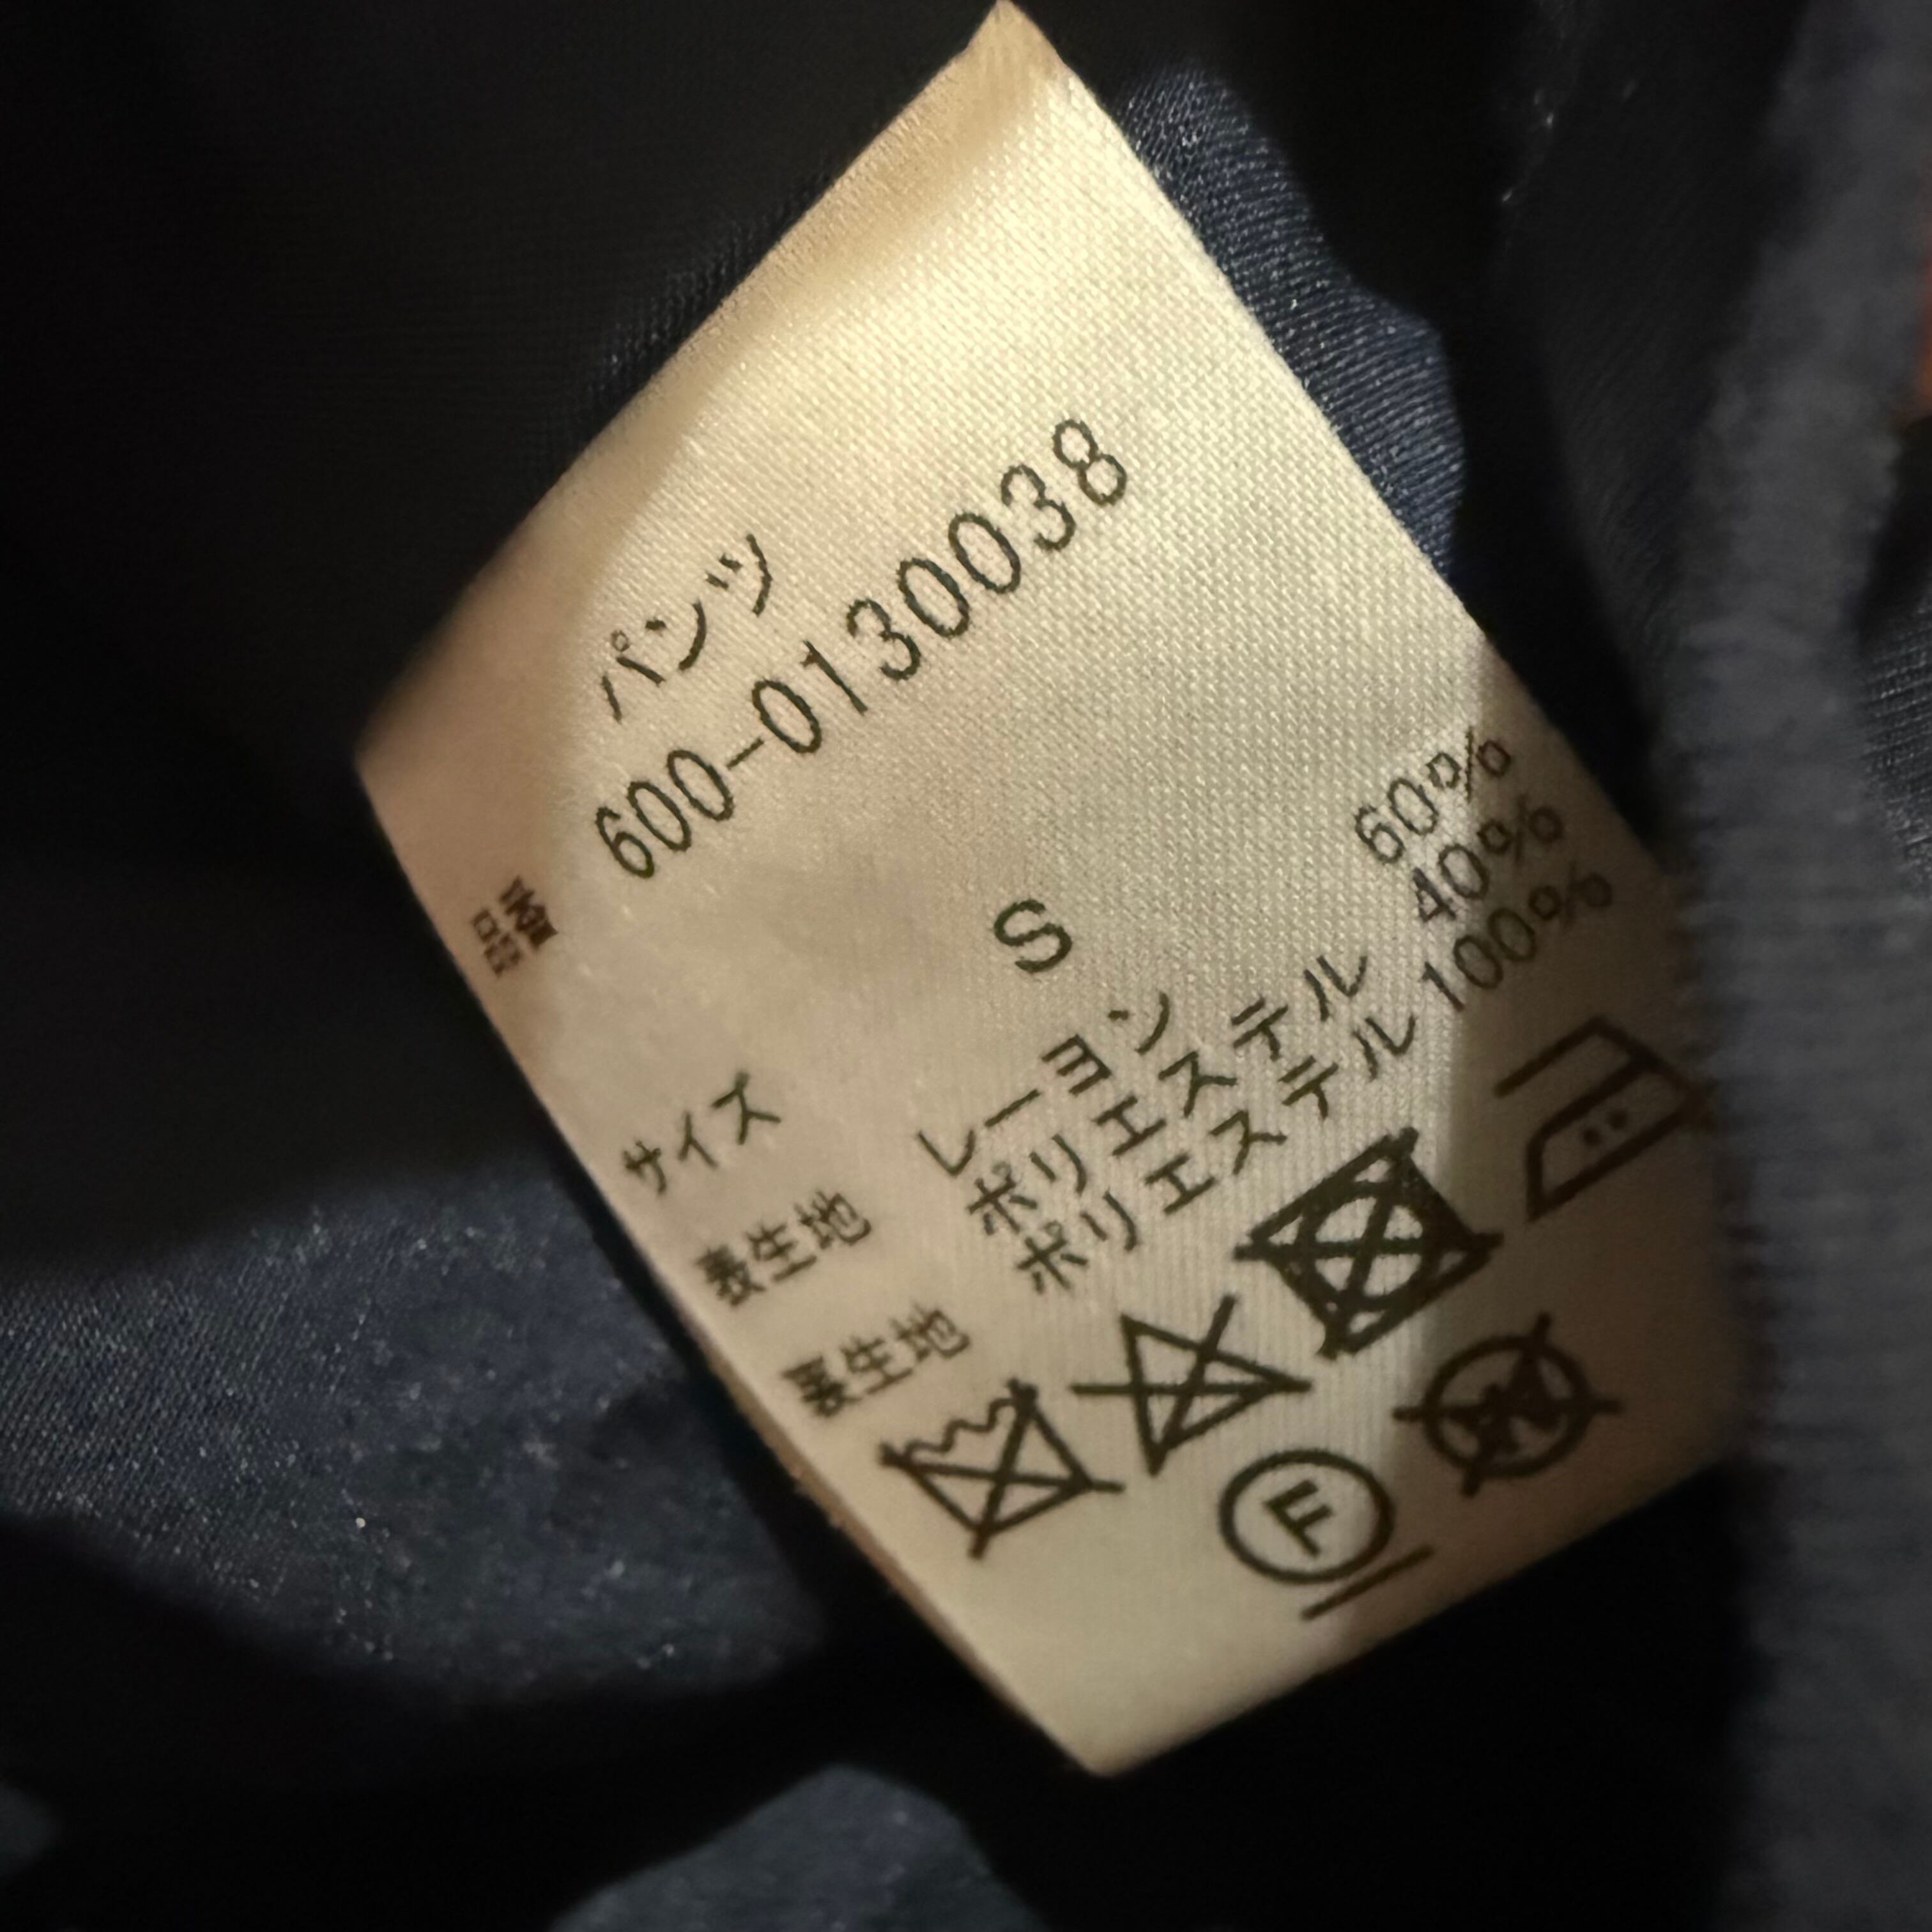 パンツ
品番 600-0130038
サイズ S
表生地 レーヨン 60%
ポリエステル 40%
裏生地 ポリエステル 100%
F